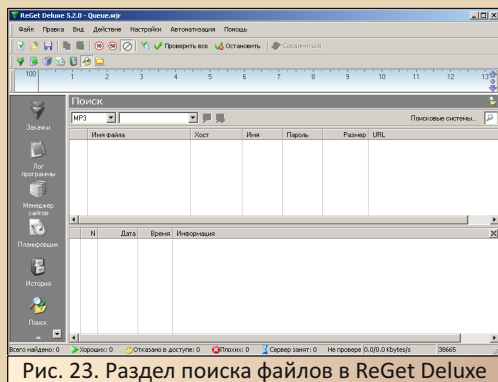 ReGet Deluxe 5.2.0 - Queue.wjr
Файл Правка Вид Действие Настройки Автоматизация Помощь
Проверить все Остановить Соединиться
100 1 2 3 4 5 6 7 8 9 10 11 12 13
Поиск
MP3 Поисковые системы...
Имя файла Хост Имя Пароль Размер URL
Закачки
Лог программы
Менеджер сайтов
Планировщик
История
Поиск
N Дата Время Информация
Всего найдено: 0 Хороших: 0 Отказано в доступе: 0 Плохих: 0 Сервер занят: 0 Не провере 0.0/0.0 Kbytes/s 38665
Рис. 23. Раздел поиска файлов в ReGet Deluxe